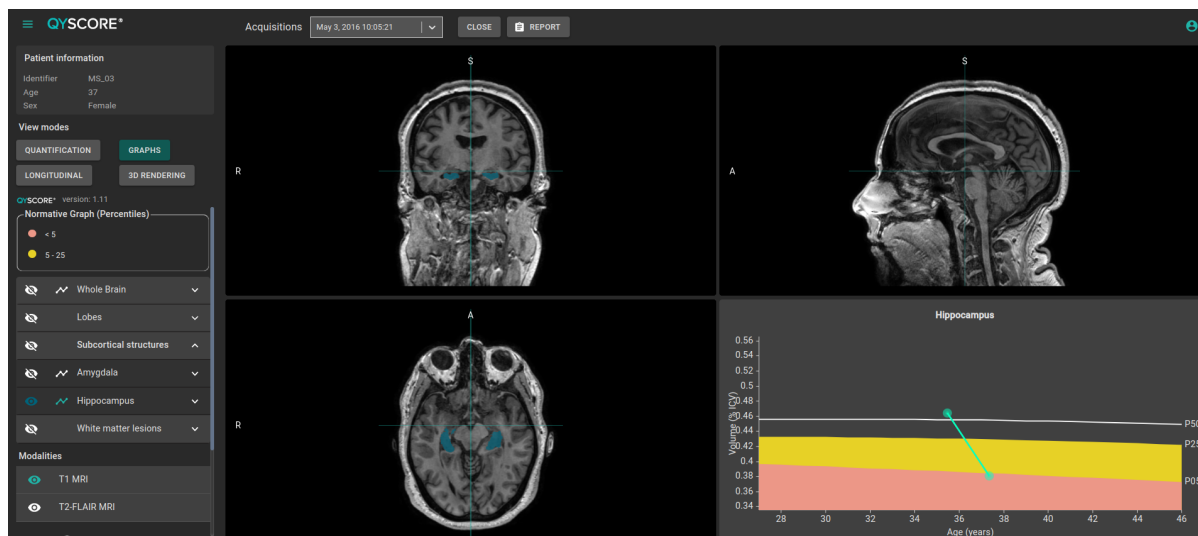 QYSCORE®
Acquisitions
May 3, 2016 10:05:21
CLOSE
REPORT
Patient information
Identifier MS_03
Age 37
Sex Female
View modes
QUANTIFICATION
GRAPHS
LONGITUDINAL
3D RENDERING
QYSCORE® version: 1.11
Normative Graph (Percentiles)
< 5
5 - 25
Whole Brain
Lobes
Subcortical structures
Amygdala
Hippocampus
White matter lesions
Modalities
T1 MRI
T2-FLAIR MRI
S
R
S
A
A
R
Hippocampus
Volume (% ICV)
0.56
0.54
0.52
0.5
0.48
0.46
0.44
0.42
0.4
0.38
0.36
0.34
P50
P25
P05
28 30 32 34 36 38 40 42 44 46
Age (years)